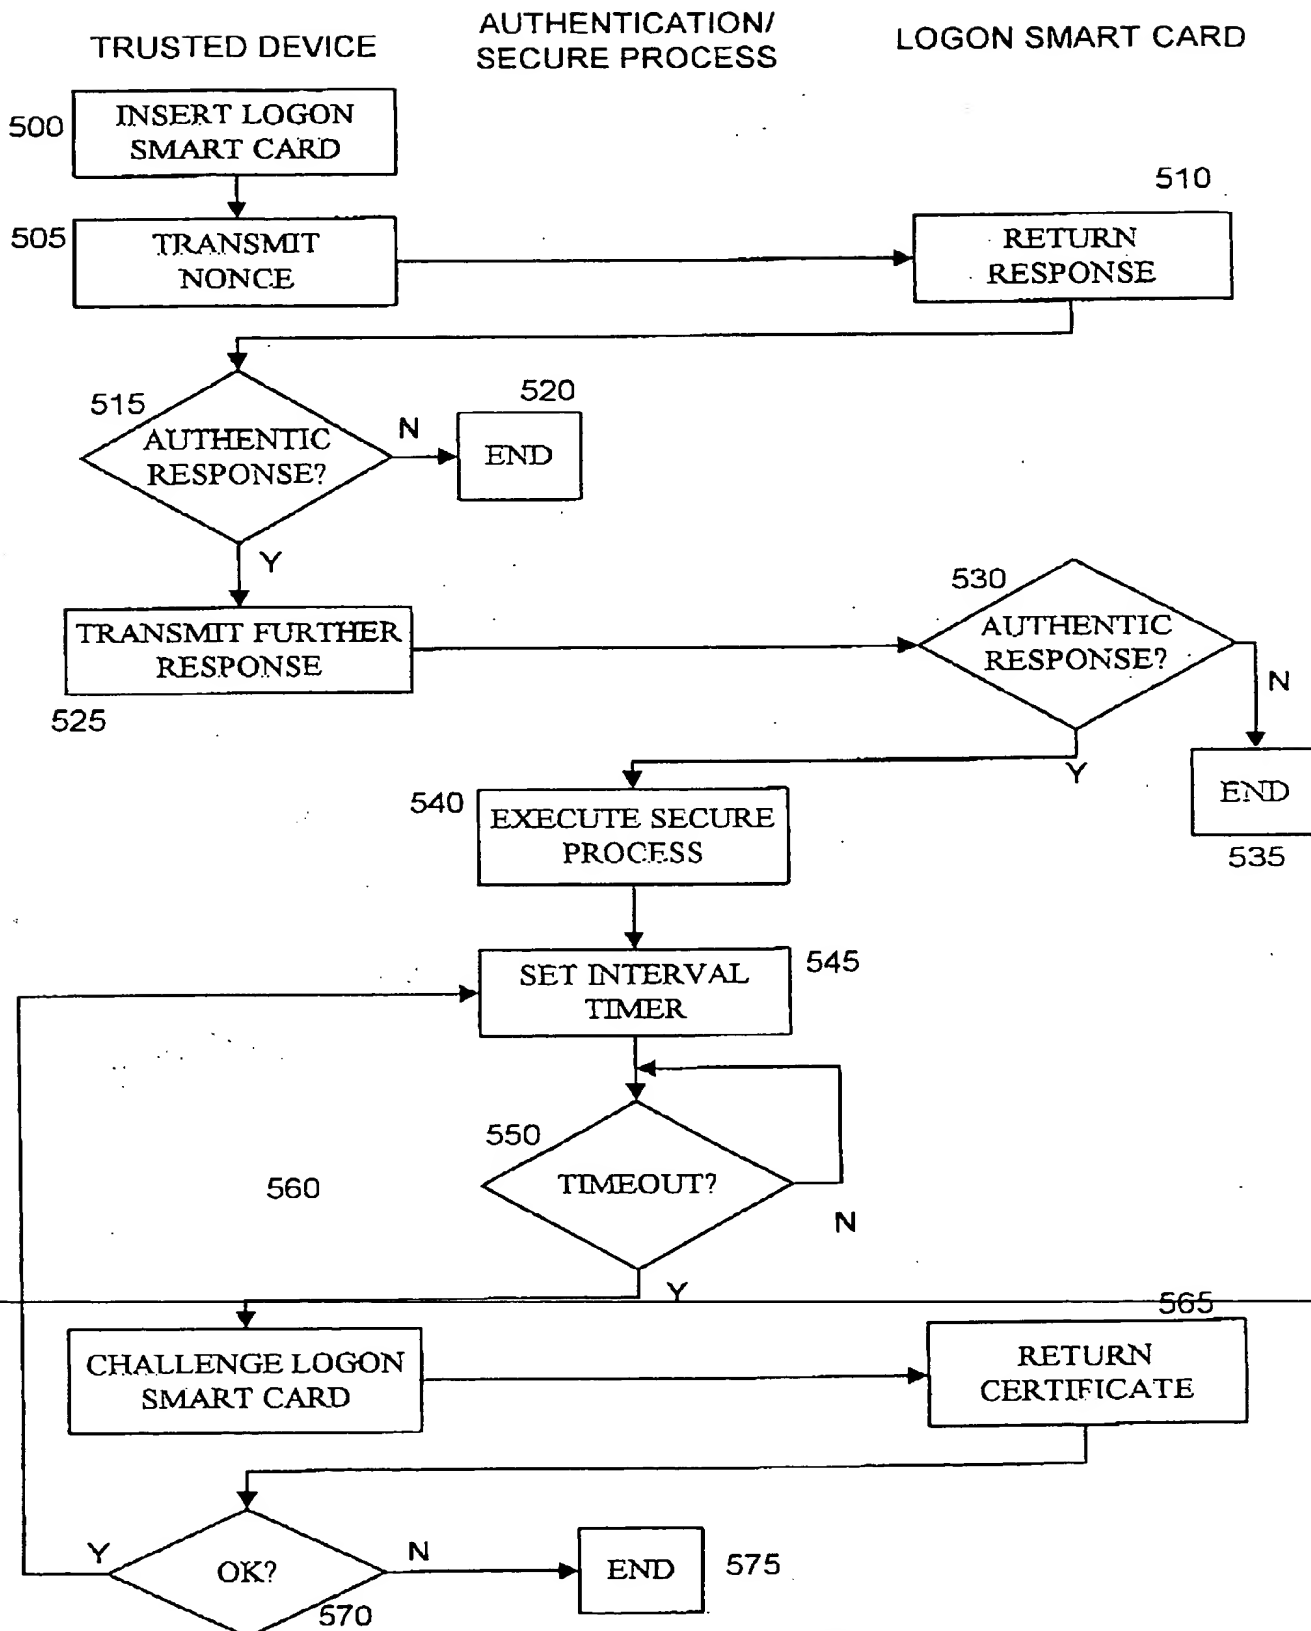 TRUSTED DEVICE
AUTHENTICATION/
SECURE PROCESS
LOGON SMART CARD
500
INSERT LOGON
SMART CARD
505
TRANSMIT
NONCE
510
RETURN
RESPONSE
515
AUTHENTIC
RESPONSE?
N
520
END
Y
TRANSMIT FURTHER
RESPONSE
525
530
AUTHENTIC
RESPONSE?
N
Y
END
535
540
EXECUTE SECURE
PROCESS
SET INTERVAL
TIMER
545
550
TIMEOUT?
N
560
Y
CHALLENGE LOGON
SMART CARD
565
RETURN
CERTIFICATE
Y
OK?
N
570
END
575